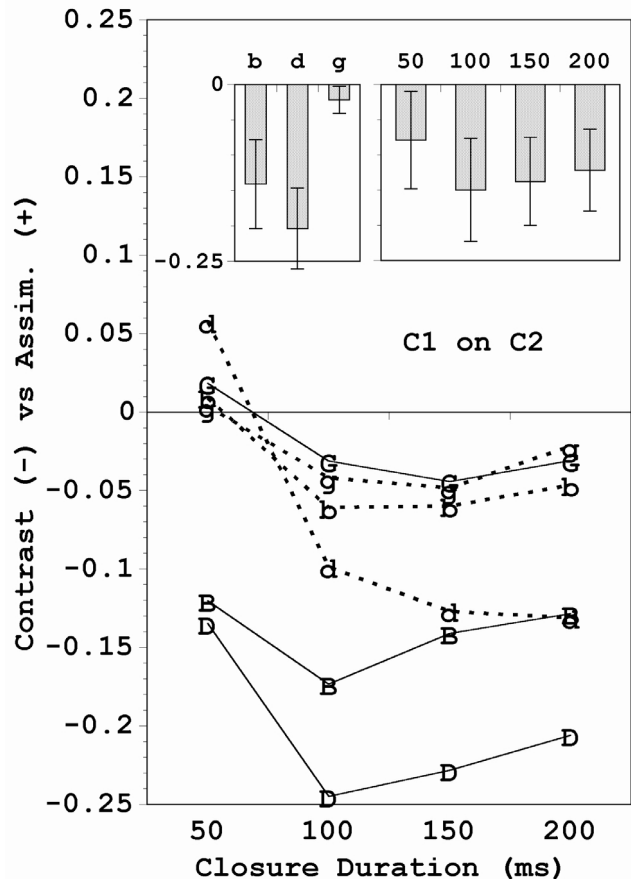 0.25
b d g 50 100 150 200
0
0.2
0.15
0.1
-0.25
0.05
d
C1 on C2
G
b
g
0
G
g
b
-0.05
G
g
b
g
G
b
-0.1
d
d
d
B
B
B
B
D
-0.15
-0.2
D
D
D
-0.25
50 100 150 200
Closure Duration (ms)
Contrast (-) vs Assim. (+)